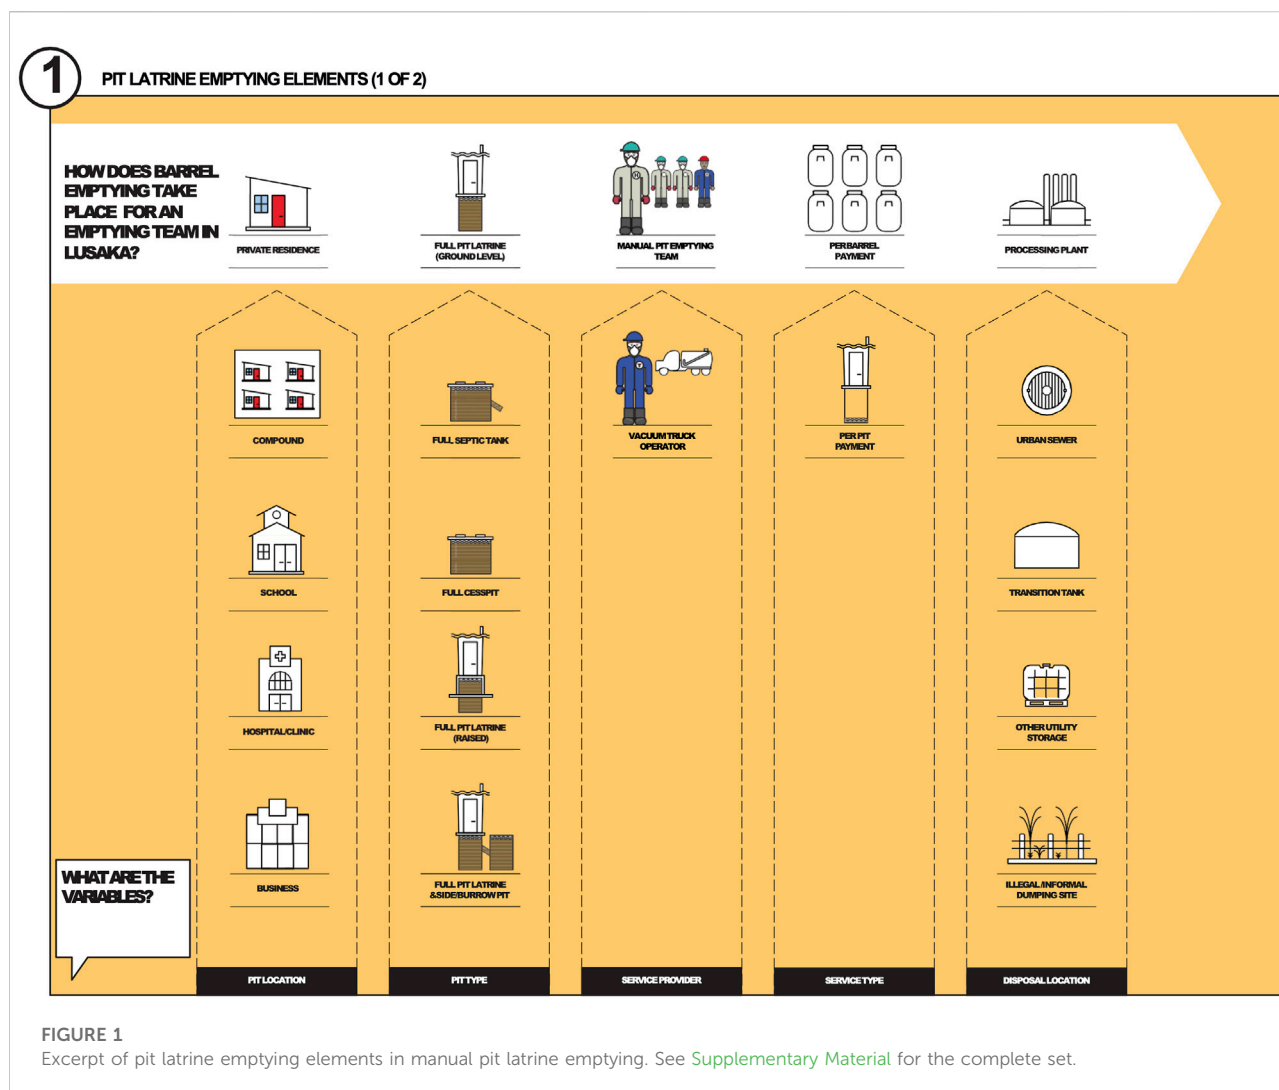 1
PIT LATRINE EMPTYING ELEMENTS (1 OF 2)
HOW DOES BARREL
EMPTYING TAKE
PLACE FOR AN
EMPTYING TEAM IN
LUSAKA?
PRIVATE RESIDENCE
FULL PIT LATRINE
(GROUND LEVEL)
H
MANUAL PIT EMPTYING
TEAM
PER BARREL
PAYMENT
PROCESSING PLANT
COMPOUND
FULL SEPTIC TANK
T
VACUUM TRUCK
OPERATOR
PER PIT
PAYMENT
URBAN SEWER
SCHOOL
FULL CESSPIT
TRANSITION TANK
HOSPITAL/CLINIC
FULL PIT LATRINE
(RAISED)
OTHER UTILITY
STORAGE
BUSINESS
FULL PIT LATRINE
&SIDE/BURROW PIT
ILLEGAL/INFORMAL
DUMPING SITE
WHAT ARE THE
VARIABLES?
PIT LOCATION
PIT TYPE
SERVICE PROVIDER
SERVICE TYPE
DISPOSAL LOCATION
FIGURE 1
Excerpt of pit latrine emptying elements in manual pit latrine emptying. See Supplementary Material for the complete set.